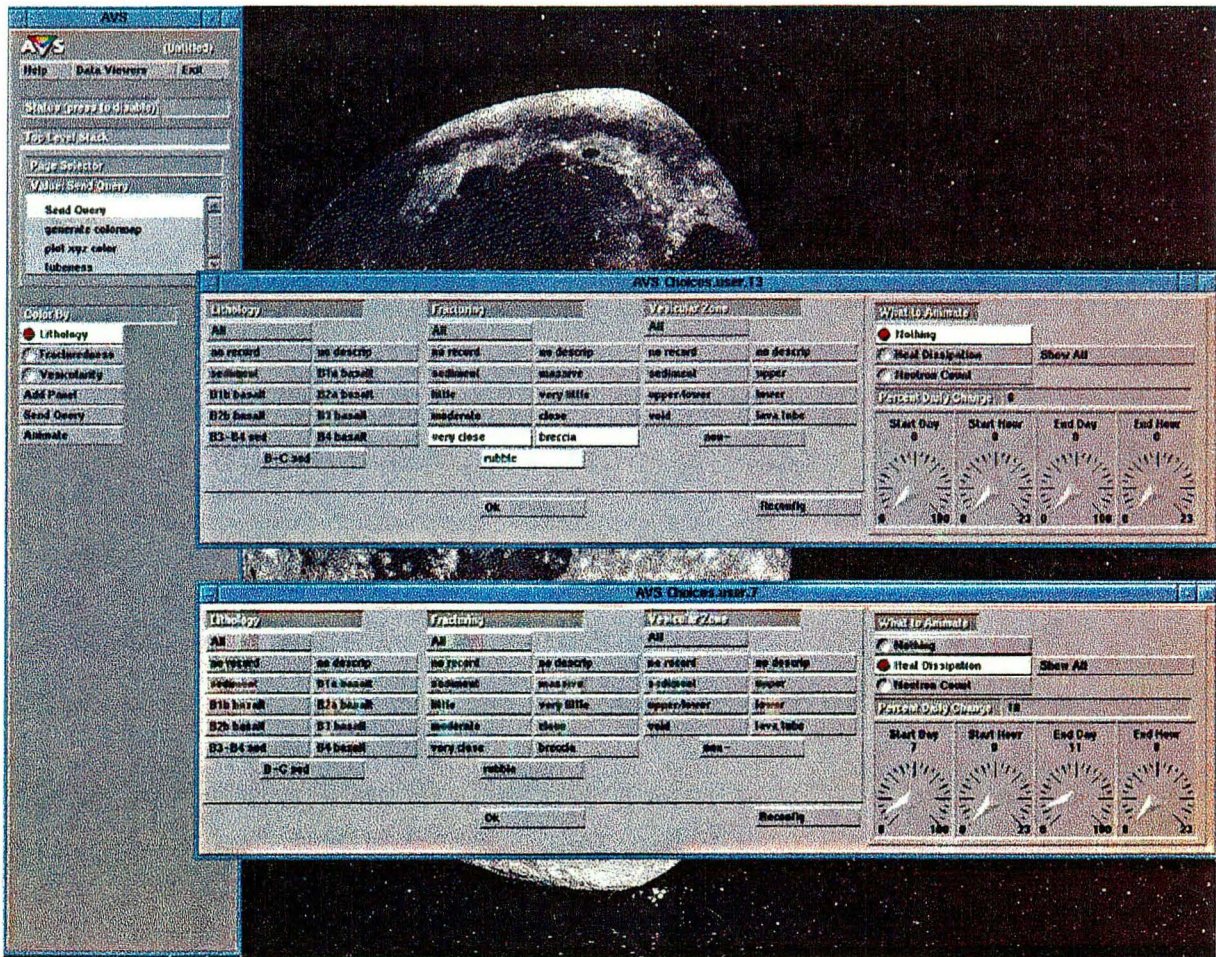 AVS
AVS (Untitled)
Help Data Viewers Exit
Status (press to disable)
Top Level Stack
Page Selector
Value: Send Query
Send Query
generate colormap
plot xyz color
tubeness
Color By
Lithology
Fracturedness
Vesicularity
Add Panel
Send Query
Animate
AVS Choices.user.13
Lithology Fracturing Vesicular Zone What to Animate
All All All Nothing
no record no descrip no record no descrip no record no descrip Heat Dissipation Show All
sediment B1a basalt sediment massive sediment upper Neutron Count
B1b basalt B2a basalt little very little upper/lower lower Percent Daily Change 0
B2b basalt B3 basalt moderate close void lava tube Start Day Start Hour End Day End Hour
B3-B4 sed B4 basalt very close breccia non- 0 0 0 0
B-C sed rubble
Ok Reconfig
0 100 0 23 0 100 0 23
AVS Choices.user.7
Lithology Fracturing Vesicular Zone What to Animate
All All All Nothing
no record no descrip no record no descrip no record no descrip Heat Dissipation Show All
sediment B1a basalt sediment massive sediment upper Neutron Count
B1b basalt B2a basalt little very little upper/lower lower Percent Daily Change 10
B2b basalt B3 basalt moderate close void lava tube Start Day Start Hour End Day End Hour
B3-B4 sed B4 basalt very close breccia non- 7 0 11 0
B-C sed rubble
Ok Reconfig
0 100 0 23 0 100 0 23